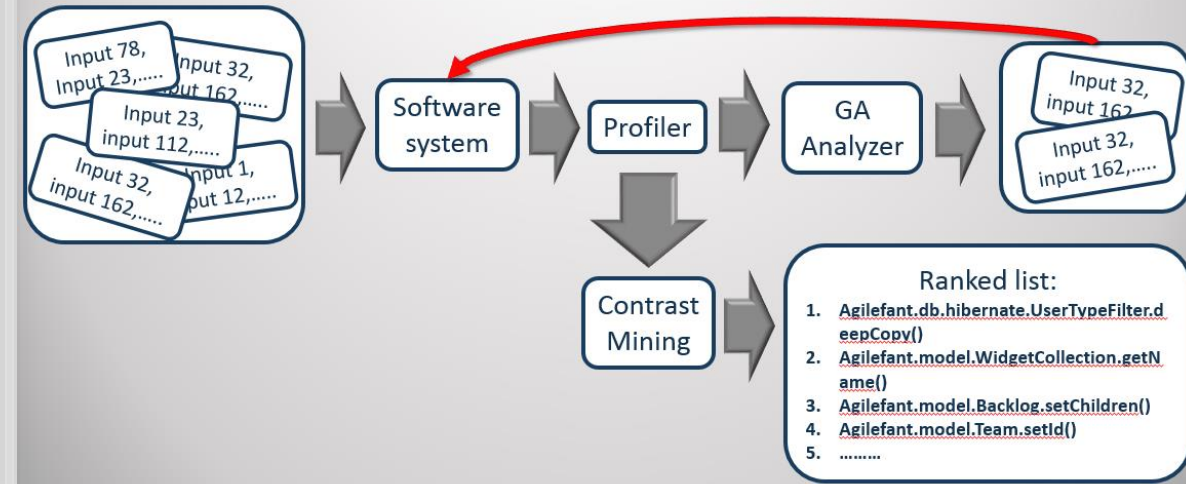 Input 78,
Input 23,.....
Input 32,
input 162,.....
Input 23,
input 112,.....
Input 32,
input 162,.....
Input 1,
input 12,.....
Software
system
Profiler
GA
Analyzer
Input 32,
input 162
Input 32,
input 162,.....
Contrast
Mining
Ranked list:
1. Agilefant.db.hibernate.UserTypeFilter.d
eepCopy()
2. Agilefant.model.WidgetCollection.getN
ame()
3. Agilefant.model.Backlog.setChildren()
4. Agilefant.model.Team.setId()
5. .........